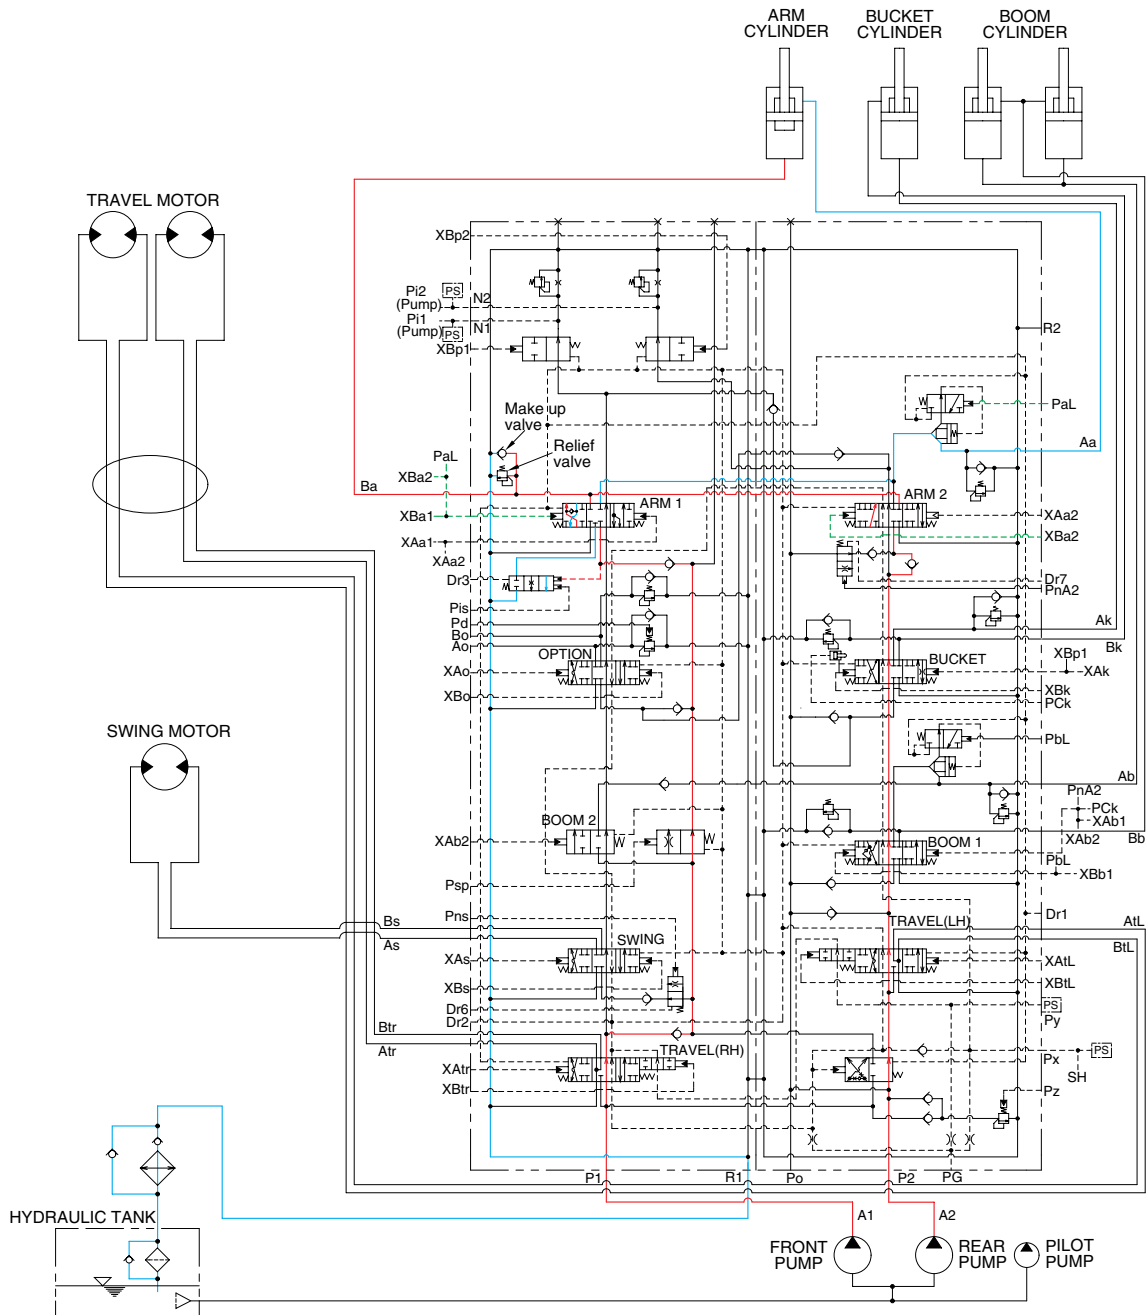 ARM
CYLINDER
BUCKET
CYLINDER
BOOM
CYLINDER
TRAVEL MOTOR
XBp2
Pi2
(Pump)
PS
N2
Pi1
(Pump)
PS
N1
XBp1
R2
Make up
valve
Relief
valve
PaL
Aa
PaL
XBa2
Ba
XBa1
ARM 1
ARM 2
XAa2
XBa2
XAa1
XAa2
Dr3
Dr7
PnA2
Pis
Pd
Bo
Ao
Ak
Bk
OPTION
BUCKET
XBp1
XAo
XAk
XBo
XBk
PCk
SWING MOTOR
PbL
Ab
PnA2
PCk
XAb1
BOOM 2
XAb2
BOOM 1
XAb2
Bb
PbL
XBb1
Psp
Pns
Bs
As
Dr1
AtL
BtL
TRAVEL(LH)
SWING
XAs
XAtL
XBs
XBtL
Dr6
Dr2
PS
Py
Btr
Atr
TRAVEL(RH)
Px
PS
XAtr
SH
XBtr
Pz
P1
R1
Po
P2
PG
A1
A2
HYDRAULIC TANK
FRONT
PUMP
REAR
PUMP
PILOT
PUMP